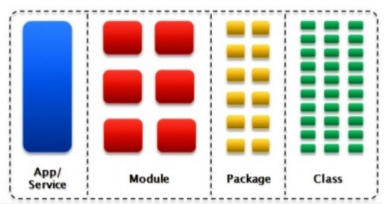 App/
Service
Module
Package
Class